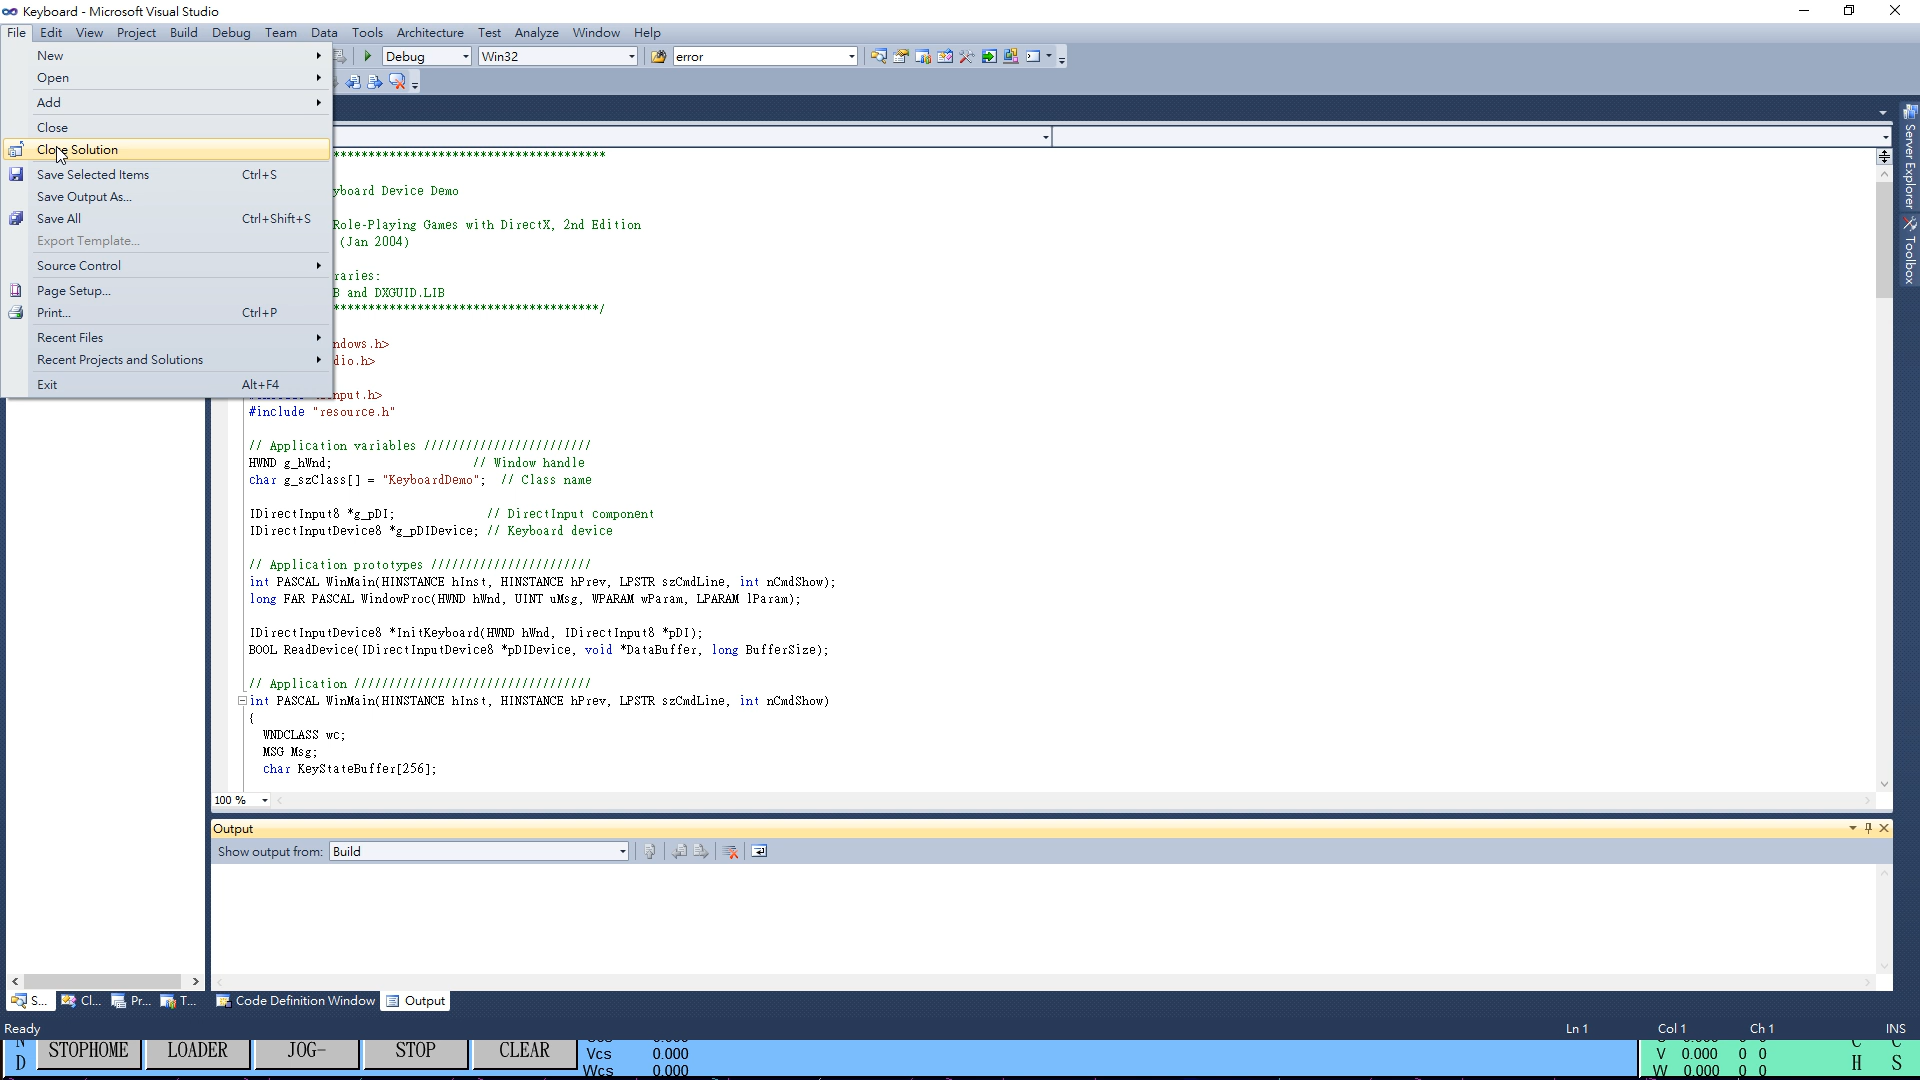 Keyboard - Microsoft Visual Studio
File Edit View Project Build Debug Team Data Tools Architecture Test Analyze Window Help
New
Debug Win32 error
Open
Add
Close
Close Solution
Save Selected Items Ctrl+S
Save Output As...
Save All Ctrl+Shift+S
Export Template...
Source Control
Page Setup...
Print... Ctrl+P
Recent Files
Recent Projects and Solutions
Exit Alt+F4
Server Explorer
Toolbox
***************************************
yboard Device Demo
Role-Playing Games with DirectX, 2nd Edition
(Jan 2004)
raries:
B and DXGUID.LIB
**************************************/
ndows.h>
dio.h>
nput.h>
#include "resource.h"
// Application variables ////////////////////////
HWND g_hWnd; // Window handle
char g_szClass[] = "KeyboardDemo"; // Class name
IDirectInput8 *g_pDI; // DirectInput component
IDirectInputDevice8 *g_pDIDevice; // Keyboard device
// Application prototypes ///////////////////////
int PASCAL WinMain(HINSTANCE hInst, HINSTANCE hPrev, LPSTR szCmdLine, int nCmdShow);
long FAR PASCAL WindowProc(HWND hWnd, UINT uMsg, WPARAM wParam, LPARAM lParam);
IDirectInputDevice8 *InitKeyboard(HWND hWnd, IDirectInput8 *pDI);
BOOL ReadDevice(IDirectInputDevice8 *pDIDevice, void *DataBuffer, long BufferSize);
// Application //////////////////////////////////
int PASCAL WinMain(HINSTANCE hInst, HINSTANCE hPrev, LPSTR szCmdLine, int nCmdShow)
{
WNDCLASS wc;
MSG Msg;
char KeyStateBuffer[256];
100 %
Output
Show output from: Build
S... Cl... Pr... T... Code Definition Window Output
Ready Ln 1 Col 1 Ch 1 INS
STOPHOME LOADER JOG- STOP CLEAR
D
Vcs 0.000
Wcs 0.000
V 0.000 0 0
W 0.000 0 0
H S